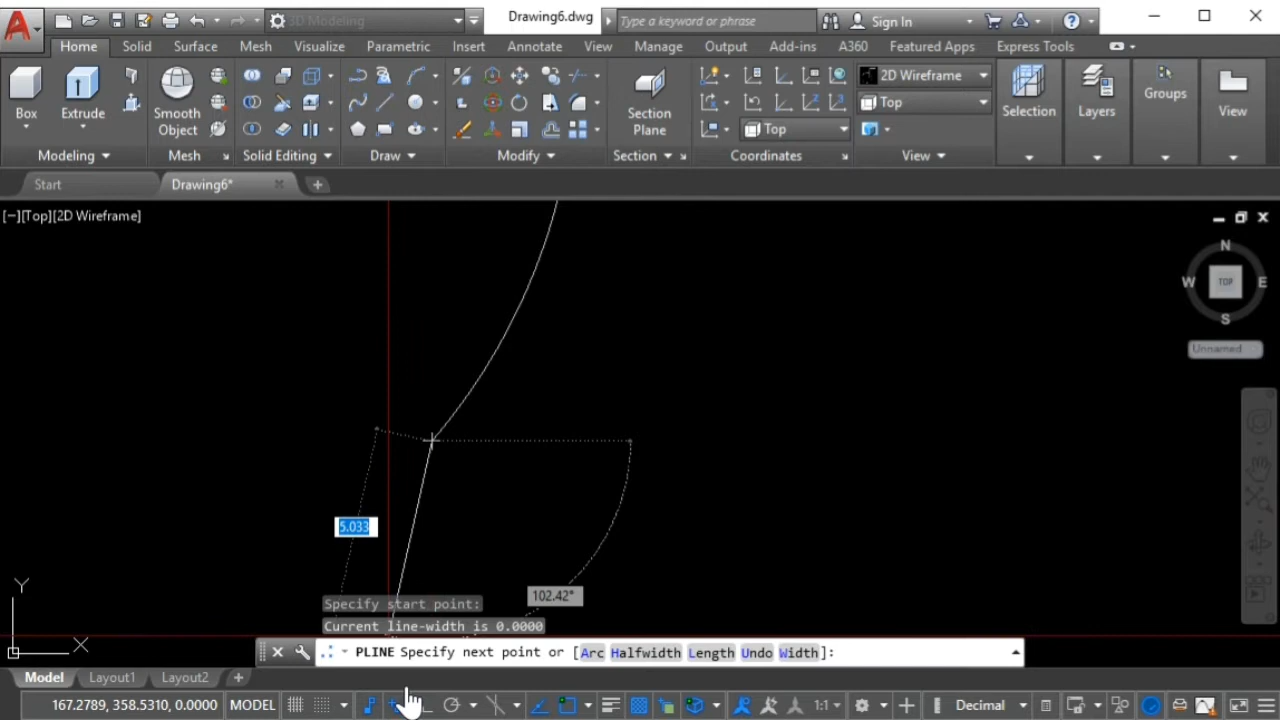 A
3D Modeling
Drawing6.dwg
Type a keyword or phrase
Sign In
?
Home Solid Surface Mesh Visualize Parametric Insert Annotate View Manage Output Add-ins A360 Featured Apps Express Tools
Box
Extrude
Smooth
Object
Section
Plane
2D Wireframe
Top
Top
Selection
Layers
Groups
View
Modeling
Mesh
Solid Editing
Draw
Modify
Section
Coordinates
View
Start
Drawing6*
[−][Top][2D Wireframe]
N
W
TOP
E
S
Unnamed
5.033
102.42°
Y
X
Specify start point:
Current line-width is 0.0000
PLINE Specify next point or [Arc Halfwidth Length Undo Width]:
Model Layout1 Layout2 +
167.2789, 358.5310, 0.0000 MODEL 1:1 Decimal